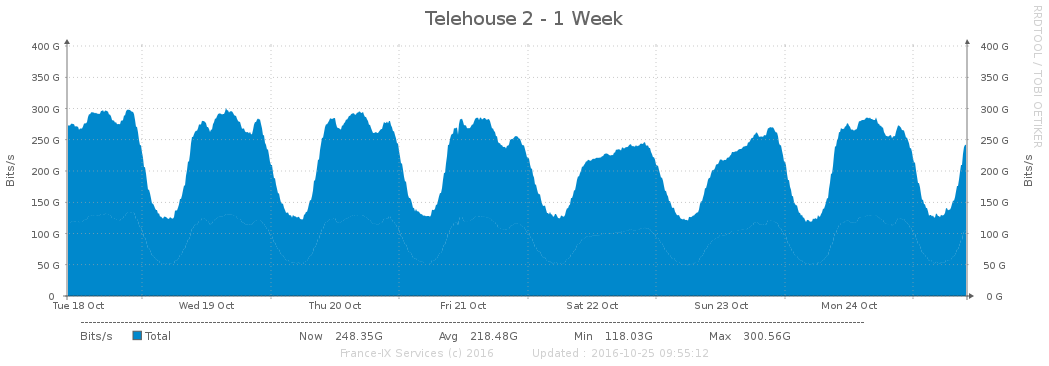 Telehouse 2 - 1 Week
RRDTOOL / TOBI OETIKER
Bits/s
400 G
350 G
300 G
250 G
200 G
150 G
100 G
50 G
0
400 G
350 G
300 G
250 G
200 G
150 G
100 G
50 G
0 G
Bits/s
Tue 18 Oct Wed 19 Oct Thu 20 Oct Fri 21 Oct Sat 22 Oct Sun 23 Oct Mon 24 Oct
Bits/s Total Now 248.35G Avg 218.48G Min 118.03G Max 300.56G
France-IX Services (c) 2016 Updated : 2016-10-25 09:55:12